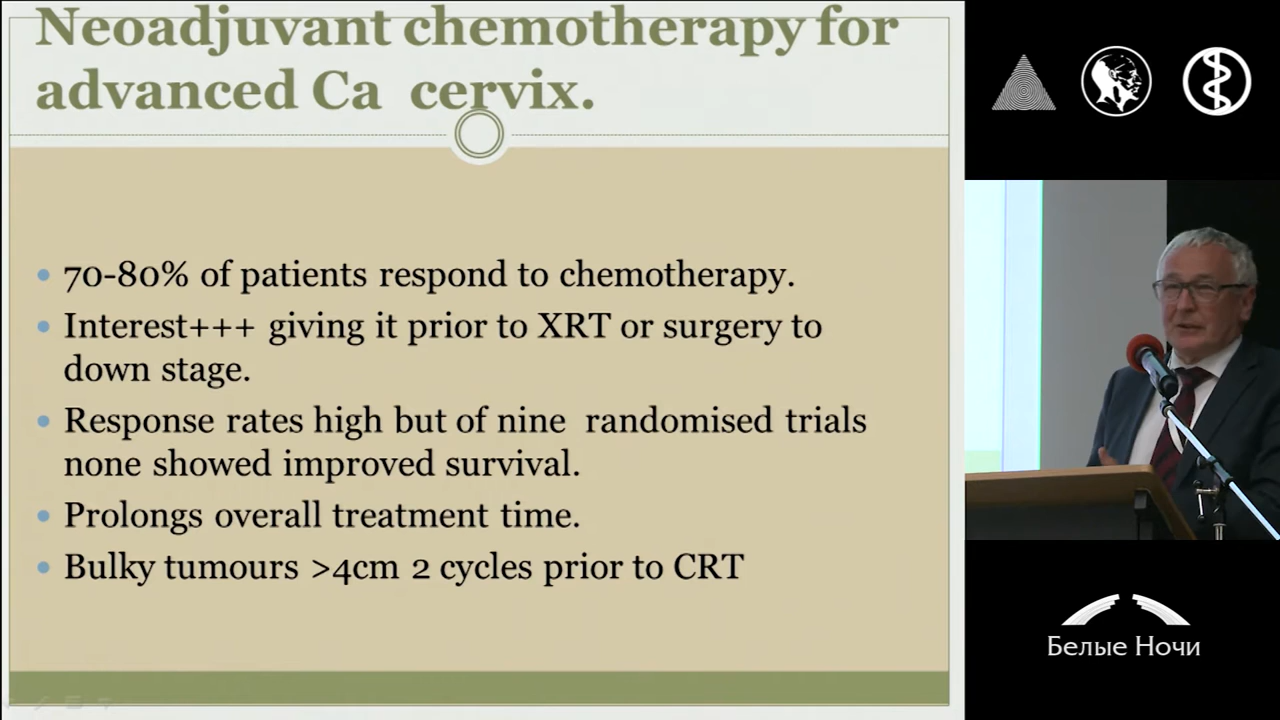 Neoadjuvant chemotherapy for
advanced Ca cervix.
70-80% of patients respond to chemotherapy.
Interest+++ giving it prior to XRT or surgery to
down stage.
Response rates high but of nine randomised trials
none showed improved survival.
Prolongs overall treatment time.
Bulky tumours >4cm 2 cycles prior to CRT
Белые Ночи